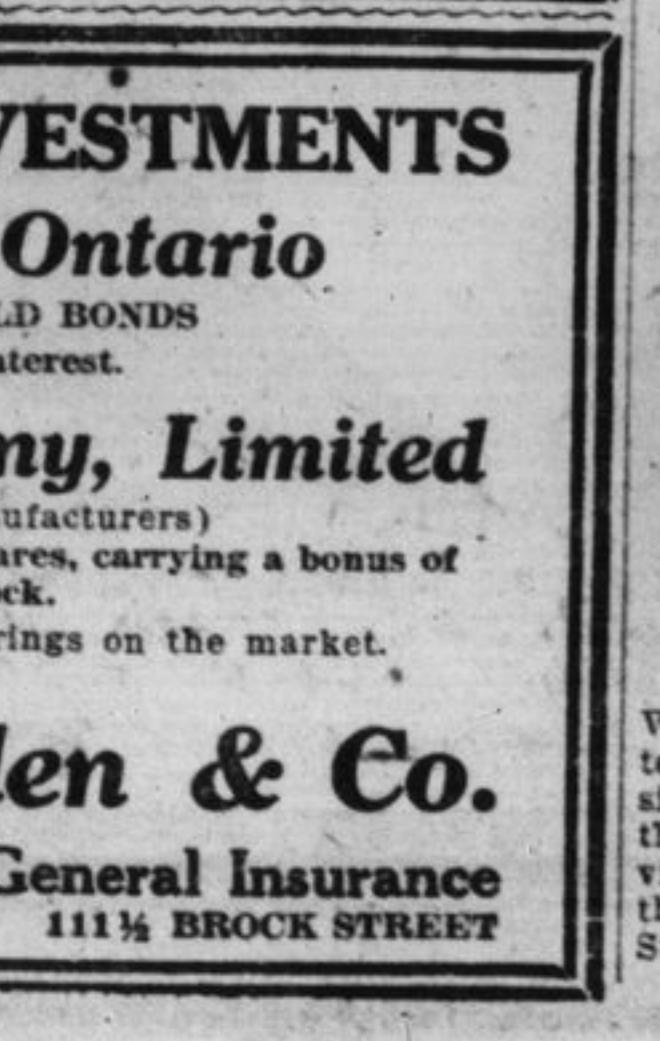 VESTMENTS
Ontario
LD BONDS
nterest.
ny, Limited
ufacturers)
ares, carrying a bonus of
ck.
rings on the market.
len & Co.
General Insurance
111½ BROCK STREET